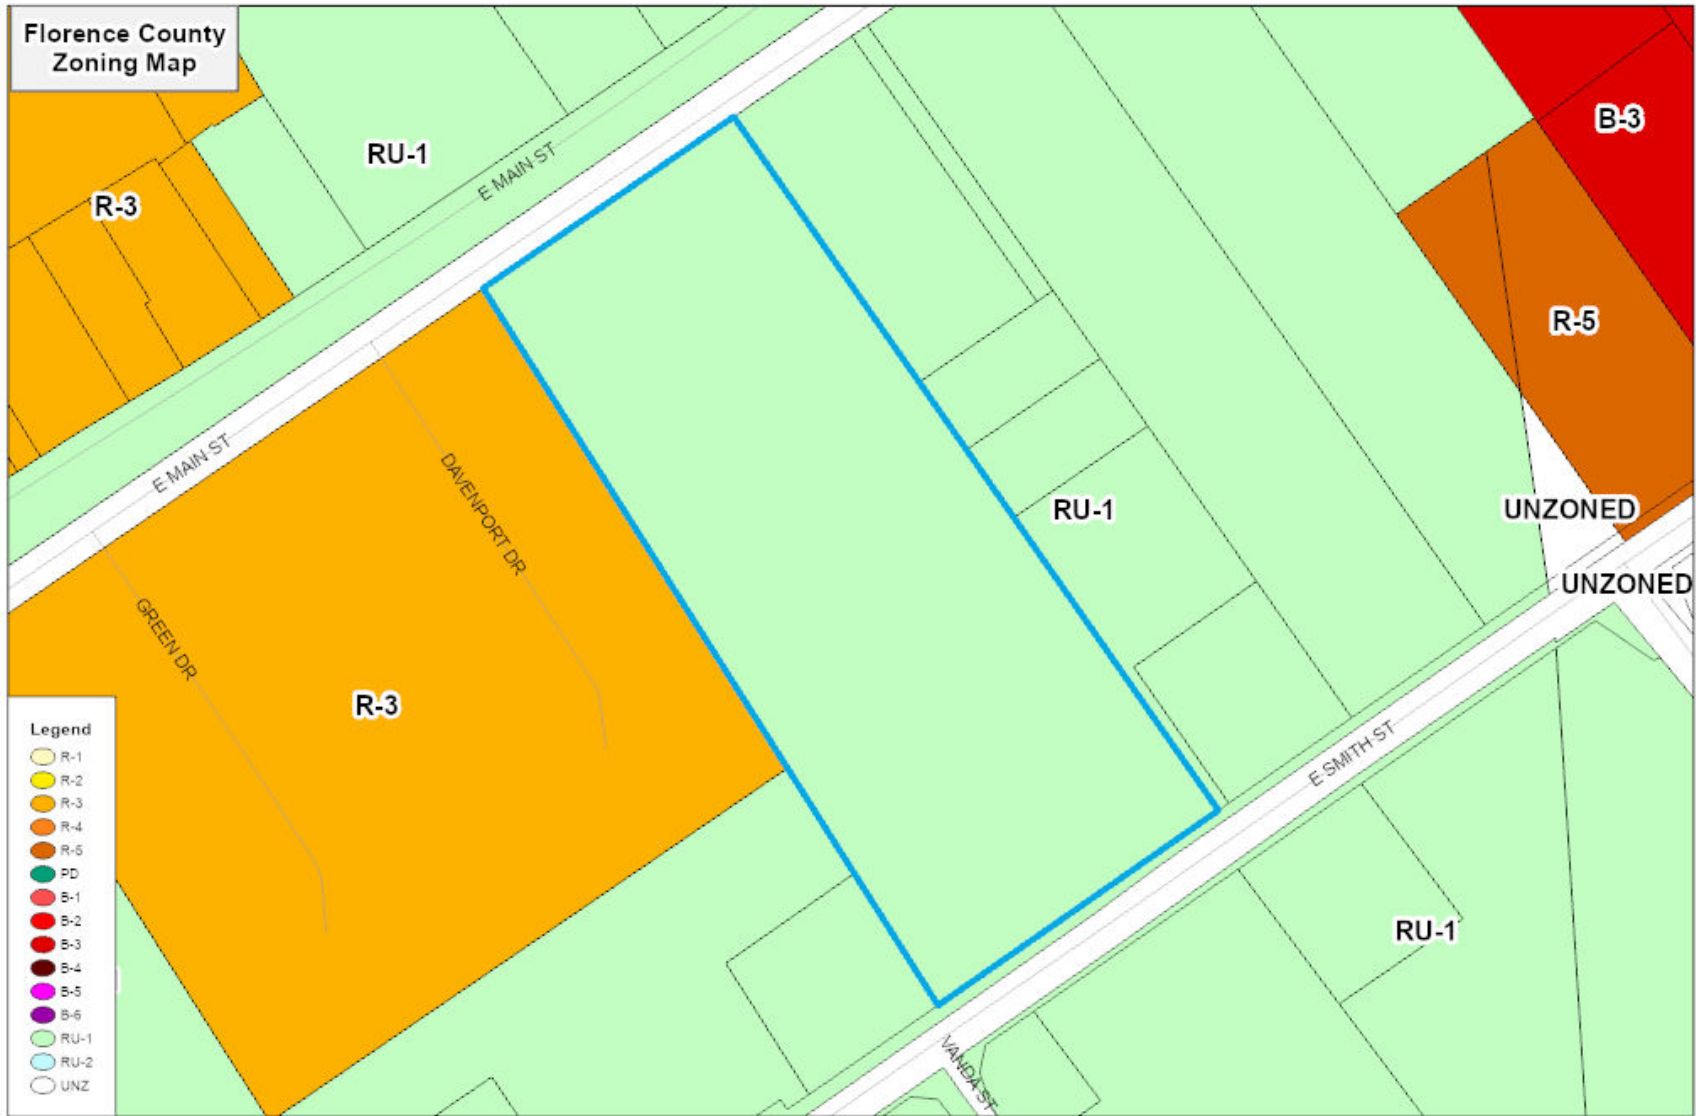 Florence County
Zoning Map
B-3
RU-1
E MAIN ST
R-3
R-5
E MAIN ST
DAVENPORT DR
RU-1
UNZONED
UNZONED
GREEN DR
R-3
E SMITH ST
RU-1
VANDA ST
Legend
R-1
R-2
R-3
R-4
R-5
PD
B-1
B-2
B-3
B-4
B-5
B-6
RU-1
RU-2
UNZ